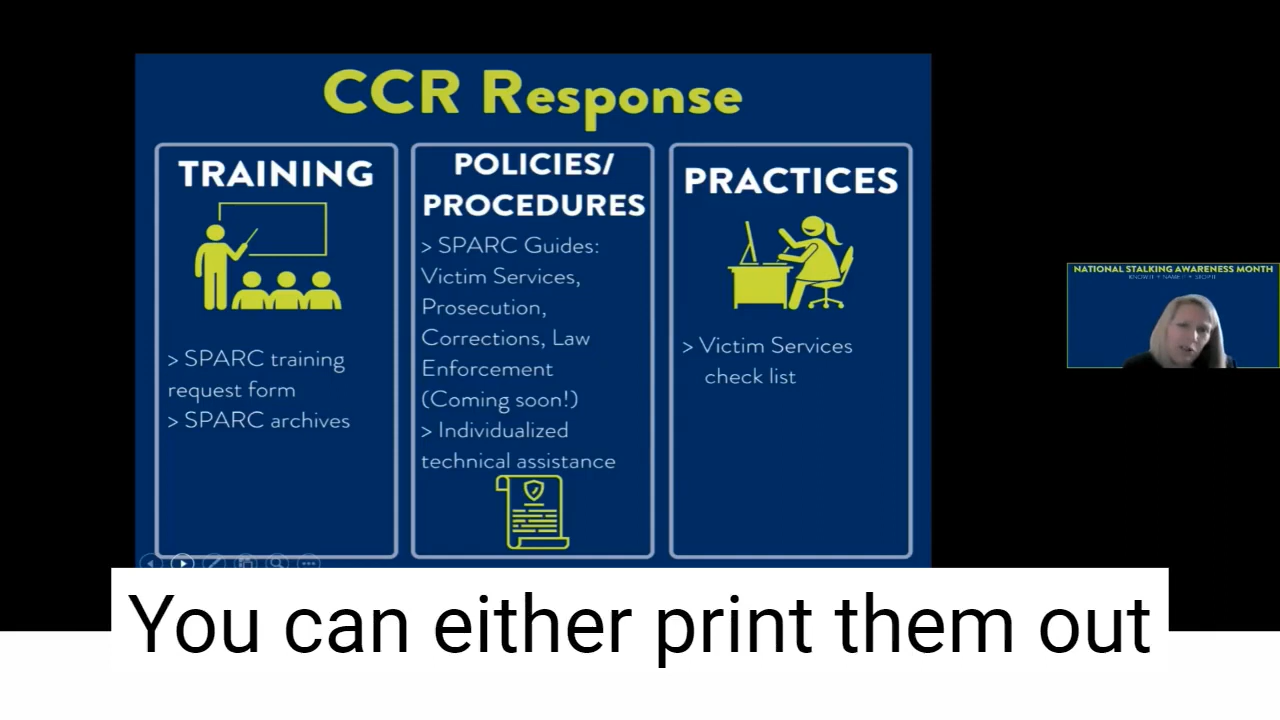 CCR Response
TRAINING
> SPARC training
request form
> SPARC archives
POLICIES/
PROCEDURES
> SPARC Guides:
Victim Services,
Prosecution,
Corrections, Law
Enforcement
(Coming soon!)
> Individualized
technical assistance
PRACTICES
> Victim Services
check list
NATIONAL STALKING AWARENESS MONTH
You can either print them out